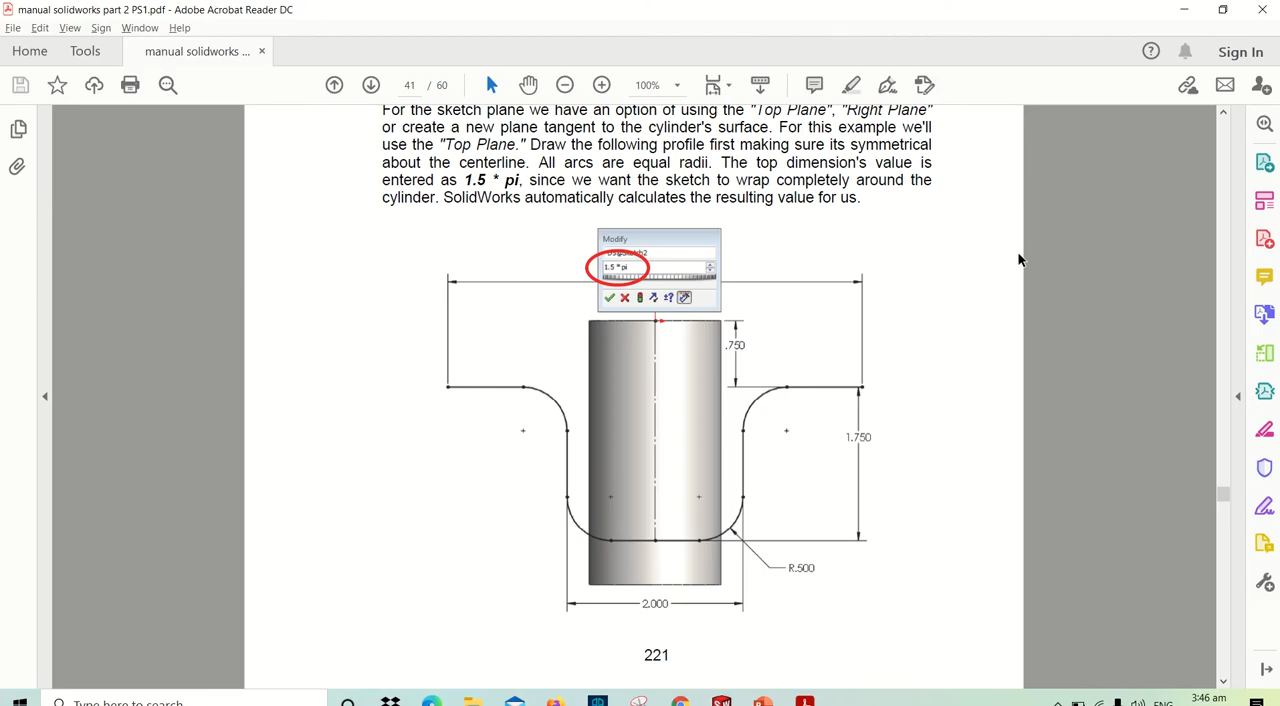 manual solidworks part 2 PS1.pdf - Adobe Acrobat Reader DC
File Edit View Sign Window Help
Home Tools manual solidworks ... × Sign In
41 / 60 100%
For the sketch plane we have an option of using the "Top Plane", "Right Plane"
or create a new plane tangent to the cylinder's surface. For this example we'll
use the "Top Plane." Draw the following profile first making sure its symmetrical
about the centerline. All arcs are equal radii. The top dimension's value is
entered as 1.5 * pi, since we want the sketch to wrap completely around the
cylinder. SolidWorks automatically calculates the resulting value for us.
Modify
1.5 * pi
.750
1.750
R.500
2.000
221
Type here to search
3:46 am
ENG